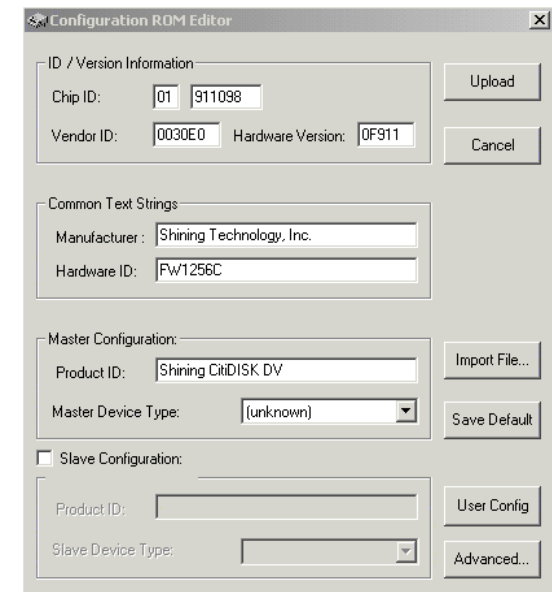 Configuration ROM Editor
ID / Version Information
Chip ID: 01 911098
Upload
Vendor ID: 0030E0 Hardware Version: 0F911
Cancel
Common Text Strings
Manufacturer : Shining Technology, Inc.
Hardware ID: FW1256C
Master Configuration:
Product ID: Shining CitiDISK DV
Import File...
Master Device Type: (unknown)
Save Default
Slave Configuration:
Product ID:
User Config
Slave Device Type:
Advanced...